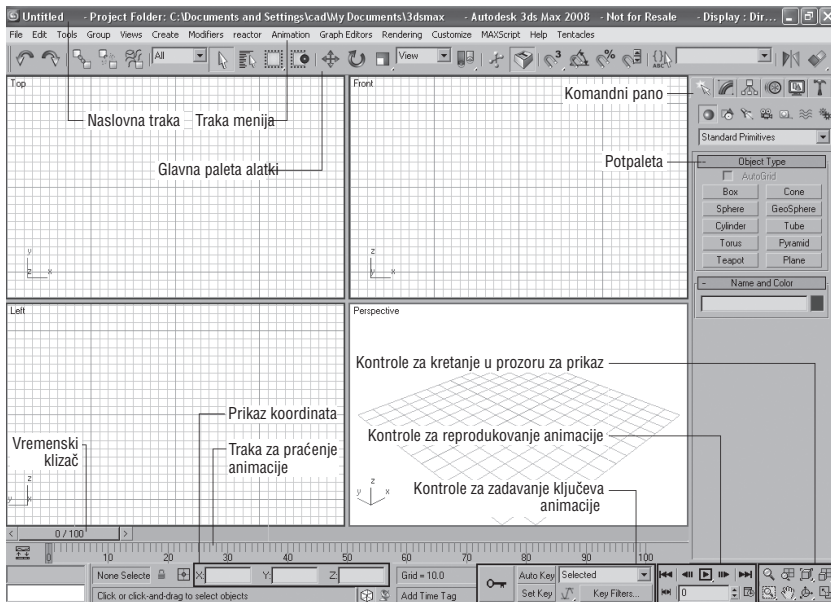 Untitled - Project Folder: C:\Documents and Settings\cad\My Documents\3dsmax - Autodesk 3ds Max 2008 - Not for Resale - Display : Dir...
File Edit Tools Group Views Create Modifiers reactor Animation Graph Editors Rendering Customize MAXScript Help Tentacles
All
View
3
%
ABC
Top
Front
Komandni pano
Naslovna traka
Traka menija
Glavna paleta alatki
Standard Primitives
Potpaleta
- Object Type
AutoGrid
Box Cone
Sphere GeoSphere
Cylinder Tube
Torus Pyramid
Teapot Plane
- Name and Color
y
z x
z
y x
Left
Perspective
Kontrole za kretanje u prozoru za prikaz
Prikaz koordinata
Kontrole za reprodukovanje animacije
Vremenski
klizač
Traka za praćenje
animacije
Kontrole za zadavanje ključeva
animacije
z
y x
z
y x
< 0 / 100 >
0 10 20 30 40 50 60 70 80 90 100
None Selecte X: Y: Z: Grid = 10.0 Auto Key Selected
Click or click-and-drag to select objects Add Time Tag Set Key Key Filters... 0